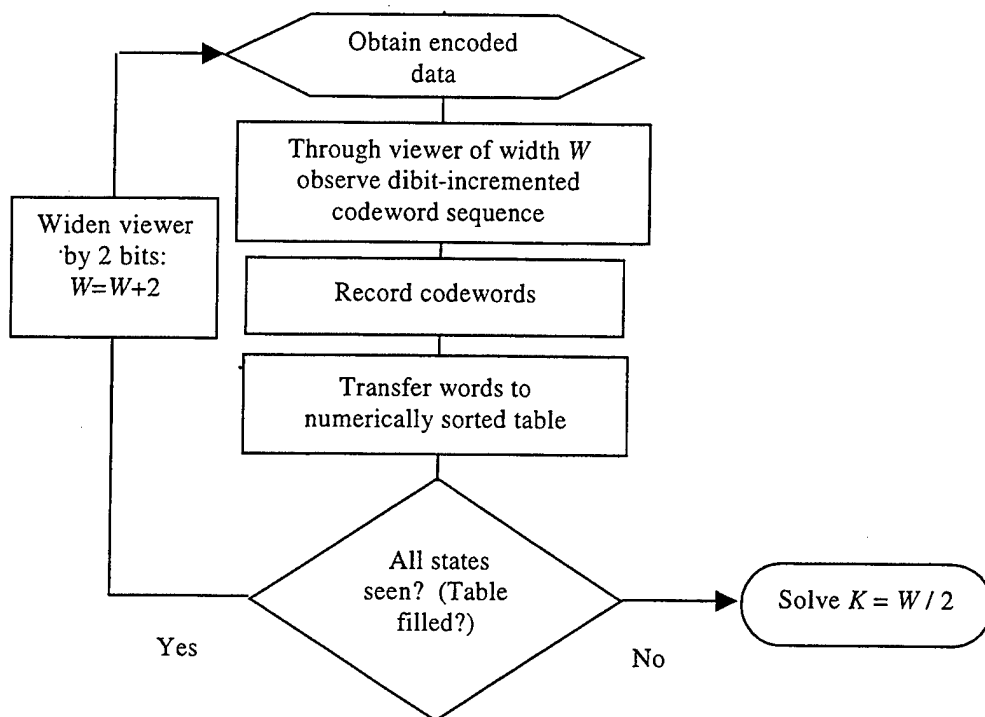 Obtain encoded
data
Through viewer of width W
observe dibit-incremented
codeword sequence
Widen viewer
by 2 bits:
W=W+2
Record codewords
Transfer words to
numerically sorted table
All states
seen? (Table
filled?)
Solve K = W / 2
Yes
No